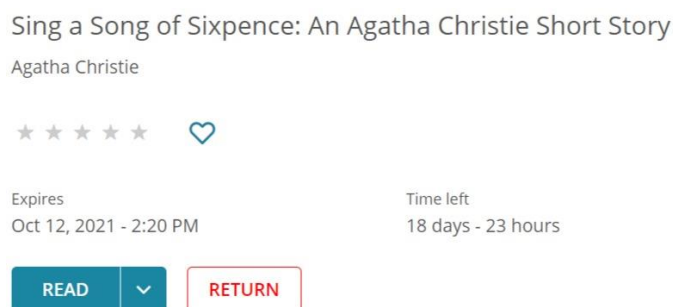 Sing a Song of Sixpence: An Agatha Christie Short Story
Agatha Christie
Expires
Time left
Oct 12, 2021 - 2:20 PM
18 days - 23 hours
READ
RETURN